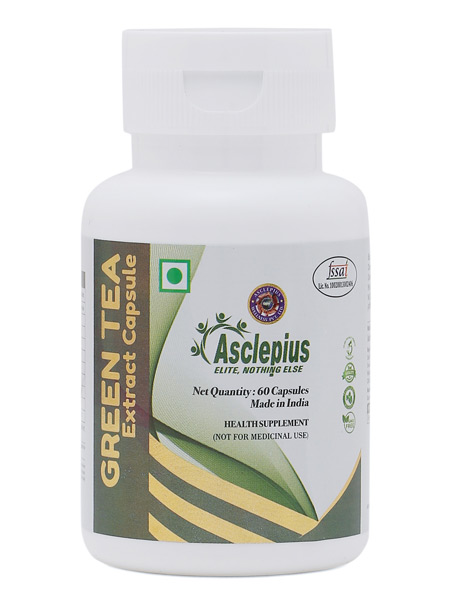 GREEN TEA
Extract Capsule
fssai
Asclepius
ELITE, NOTHING ELSE
Net Quantity : 60 Capsules
Made in India
HEALTH SUPPLEMENT
(NOT FOR MEDICINAL USE)